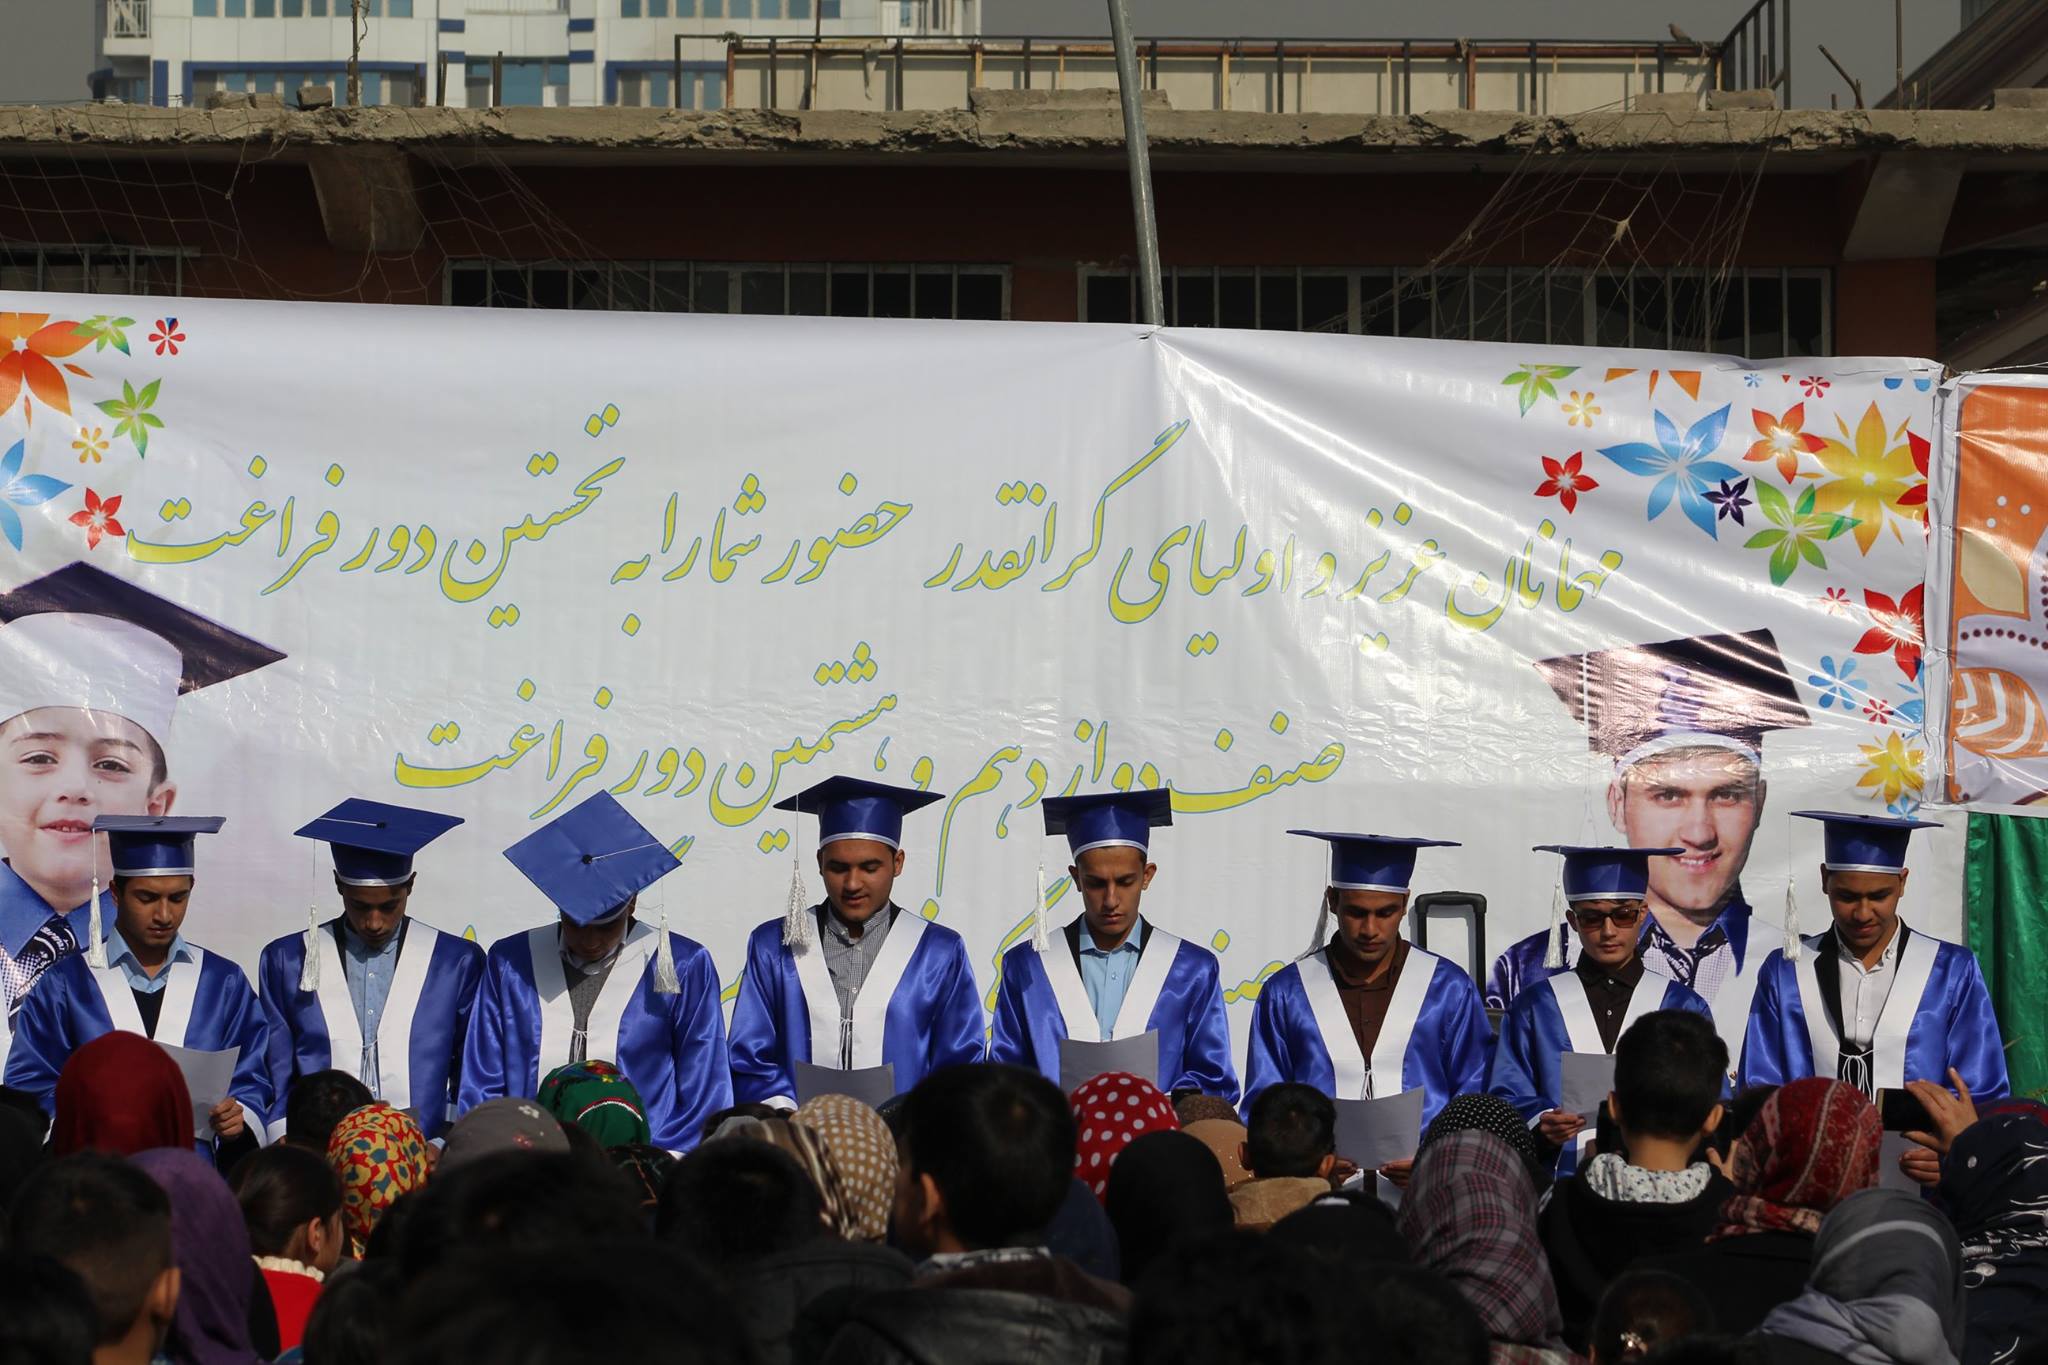 مهمانان عزیز و اولیای گرانقدر حضور شما را به نخستین دور فراغت
صنف دوازدهم و هشتمین دور فراغت